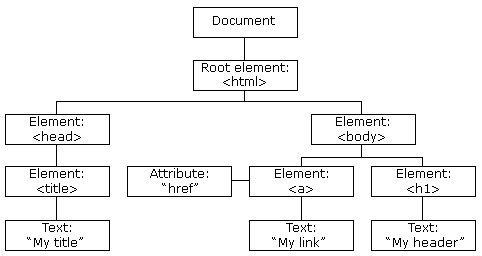 Document
Root element:
<html>
Element:
<head>
Element:
<body>
Element:
<title>
Attribute:
“href”
Element:
<a>
Element:
<h1>
Text:
“My title”
Text:
“My link”
Text:
“My header”